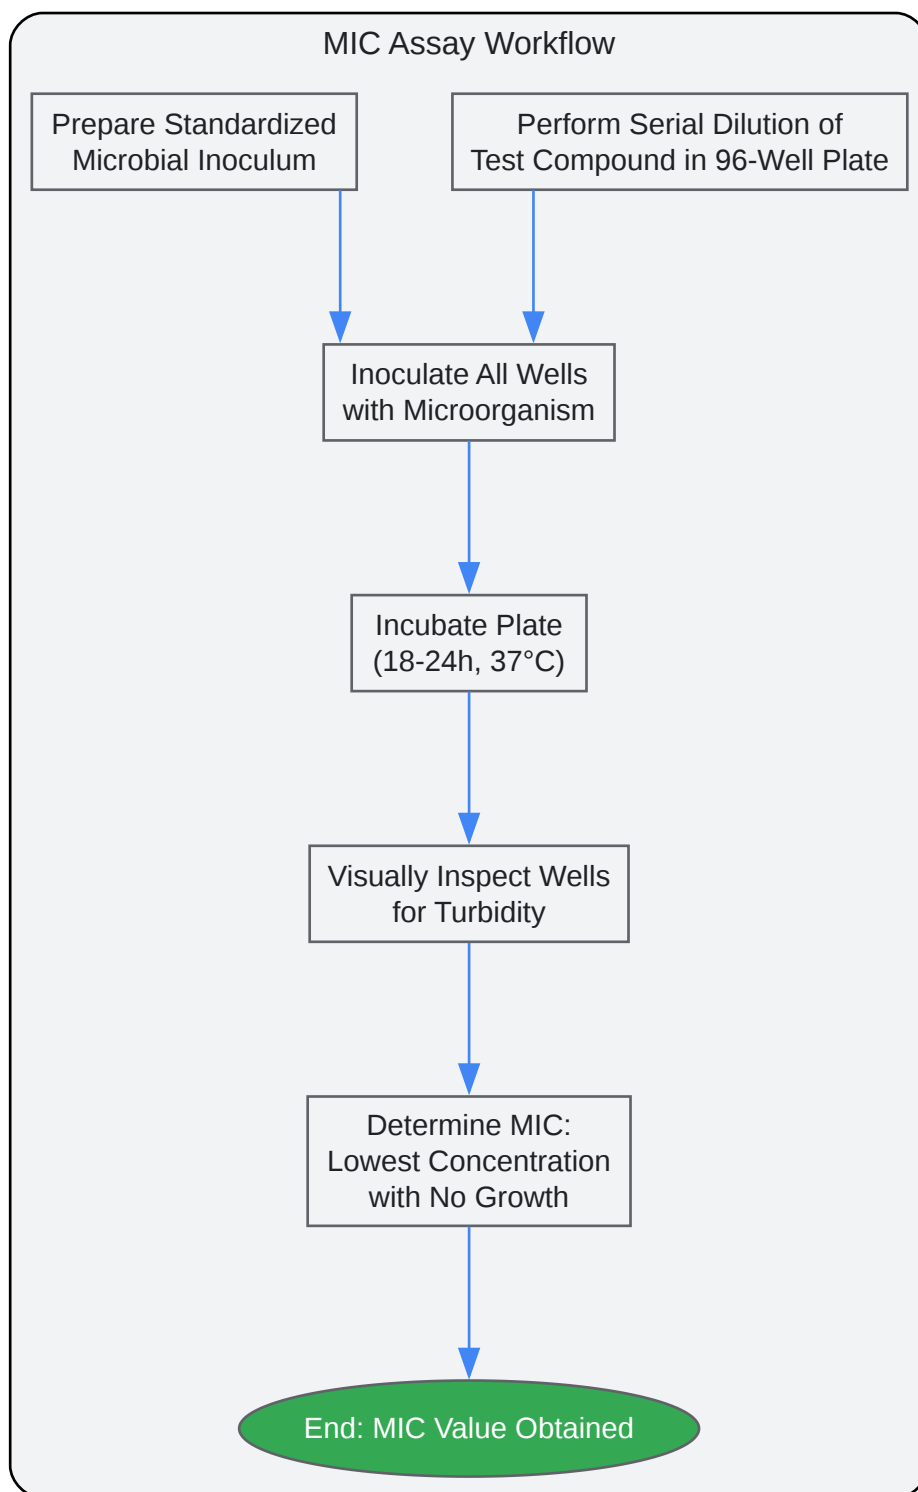 MIC Assay Workflow
Prepare Standardized
Microbial Inoculum
Perform Serial Dilution of
Test Compound in 96-Well Plate
Inoculate All Wells
with Microorganism
Incubate Plate
(18-24h, 37°C)
Visually Inspect Wells
for Turbidity
Determine MIC:
Lowest Concentration
with No Growth
End: MIC Value Obtained